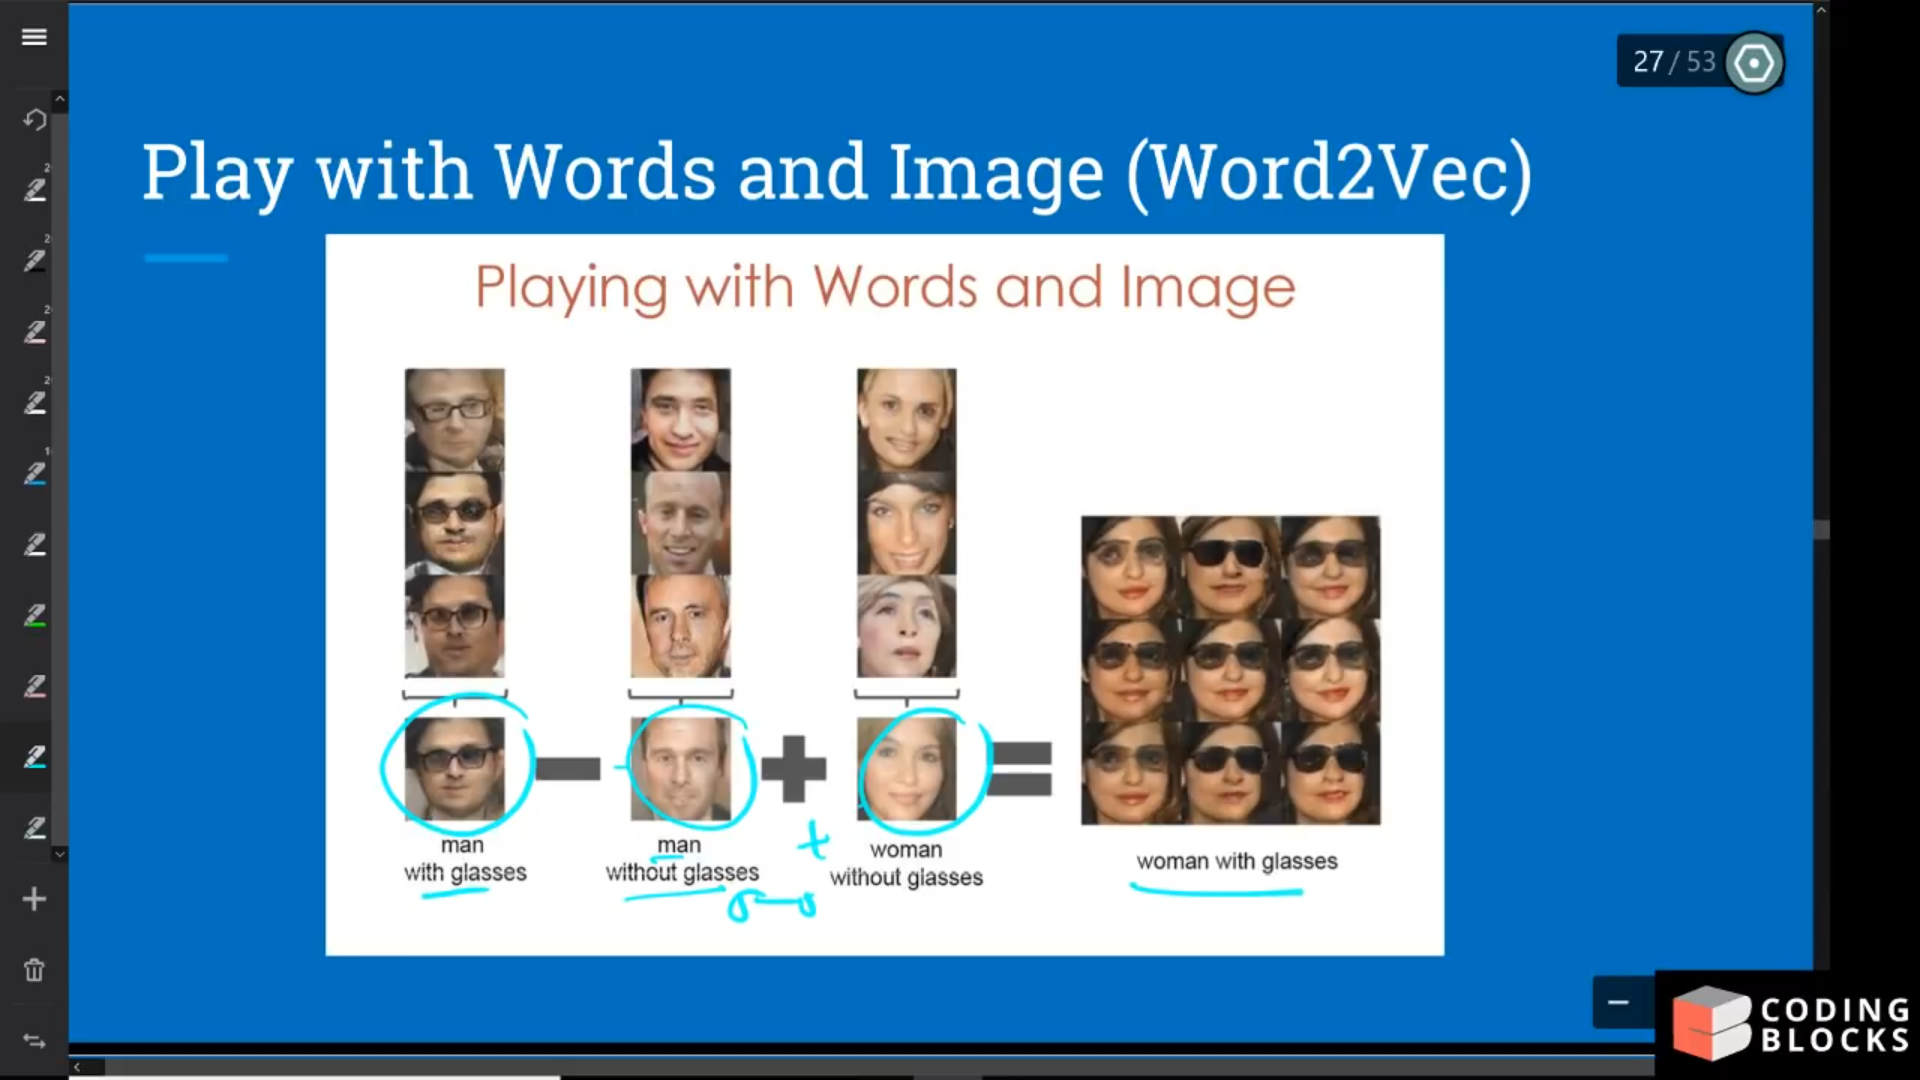 27 / 53
Play with Words and Image (Word2Vec)
Playing with Words and Image
man
with glasses
man
without glasses
woman
without glasses
woman with glasses
CODING
BLOCKS